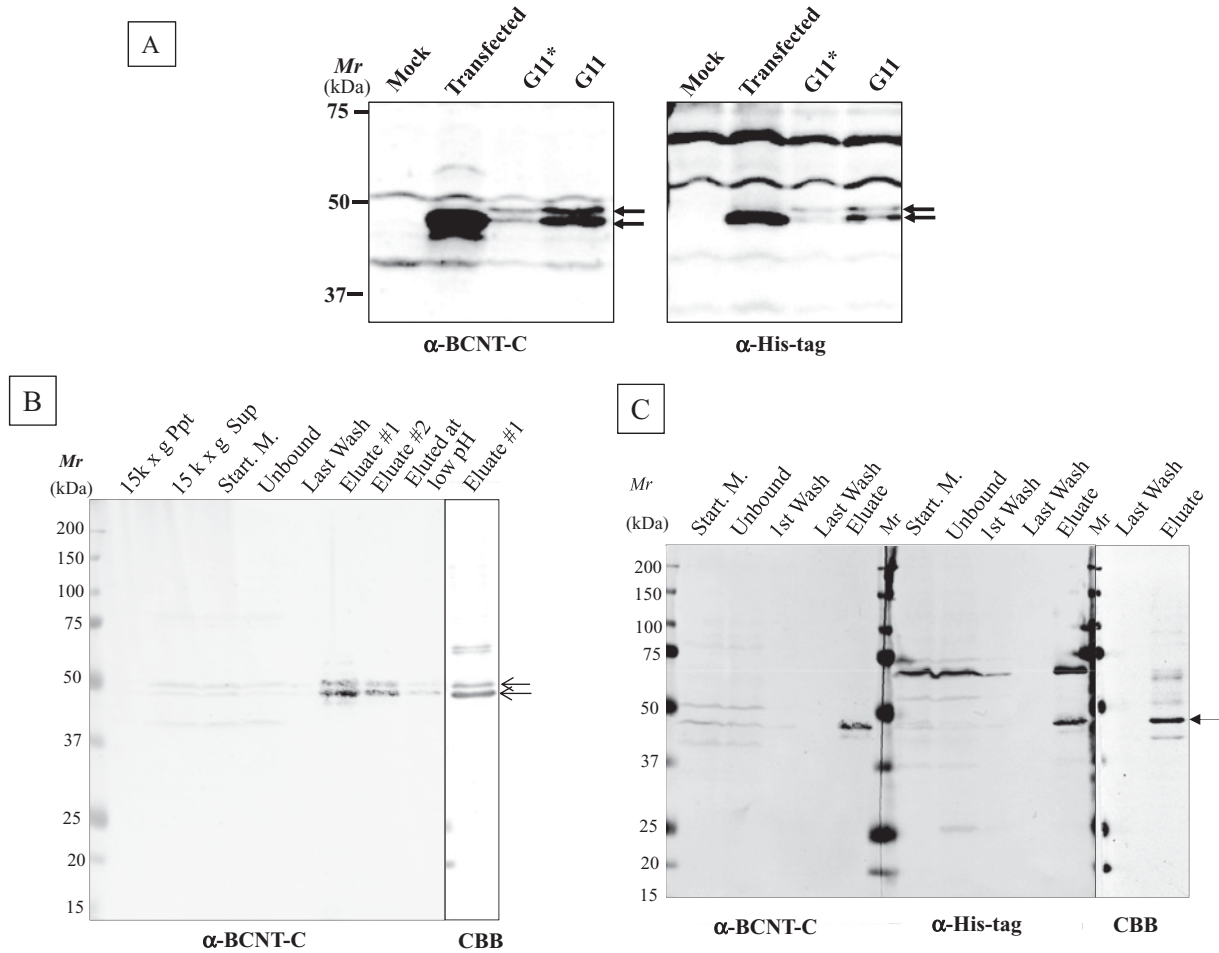 A
Mr
(kDa)
Mock
Transfected
G11*
G11
Mock
Transfected
G11*
G11
75
50
37
α-BCNT-C
α-His-tag
B
Mr
(kDa)
15k x g Ppt
15 k x g Sup
Start. M.
Unbound
Last Wash
Eluate #1
Eluate #2
Eluted at
low pH
Eluate #1
200
150
100
75
50
37
25
20
15
α-BCNT-C
CBB
C
Mr
(kDa)
Start. M.
Unbound
1st Wash
Last Wash
Eluate
Mr
Start. M.
Unbound
1st Wash
Last Wash
Eluate
Mr
Last Wash
Eluate
200
150
100
75
50
37
25
20
15
α-BCNT-C
α-His-tag
CBB